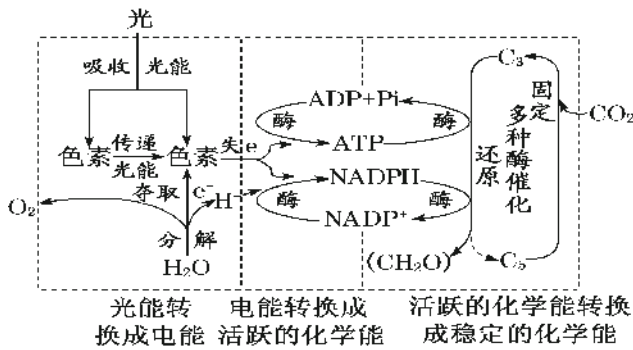 光
吸收 光能
色素 传递 光能 色素 失e
夺取 e⁻
O₂
H⁻
分解
H₂O
ADP+Pi
酶 酶
ATP
NADPH
酶 酶
NADP⁺
C₃
固定
CO₂
多种酶催化
还原
(CH₂O)
C₅
光能转
换成电能
电能转换成
活跃的化学能
活跃的化学能转换
成稳定的化学能